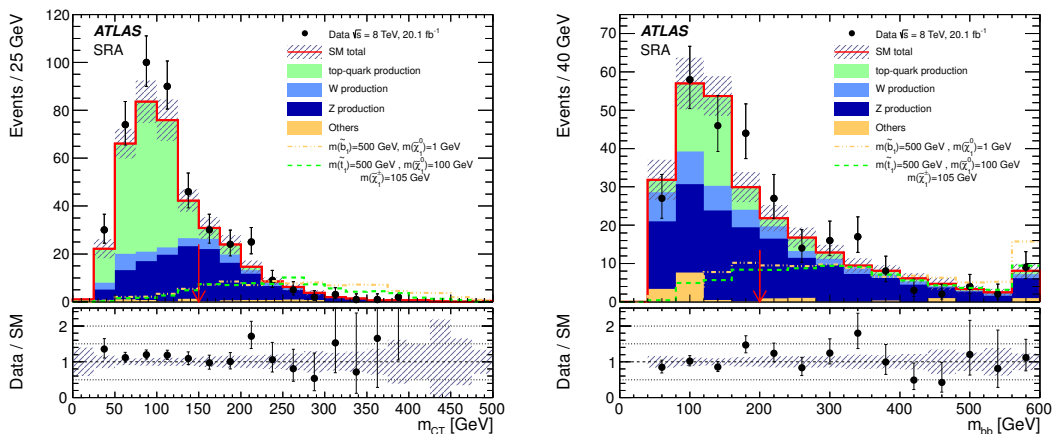 ATLAS
SRA
Data √s = 8 TeV, 20.1 fb⁻¹
SM total
top-quark production
W production
Z production
Others
m(b̃₁)=500 GeV, m(χ̃₁⁰)=1 GeV
m(t̃₁)=500 GeV , m(χ̃₁⁰)=100 GeV
m(χ̃₁±)=105 GeV
Events / 25 GeV
120
100
80
60
40
20
0
Data / SM
2
1
0
0 50 100 150 200 250 300 350 400 450 500
m_CT [GeV]
ATLAS
SRA
Data √s = 8 TeV, 20.1 fb⁻¹
SM total
top-quark production
W production
Z production
Others
m(b̃₁)=500 GeV , m(χ̃₁⁰)=1 GeV
m(t̃₁)=500 GeV , m(χ̃₁⁰)=100 GeV
m(χ̃₁±)=105 GeV
Events / 40 GeV
70
60
50
40
30
20
10
0
Data / SM
2
1
0
0 100 200 300 400 500 600
m_bb [GeV]